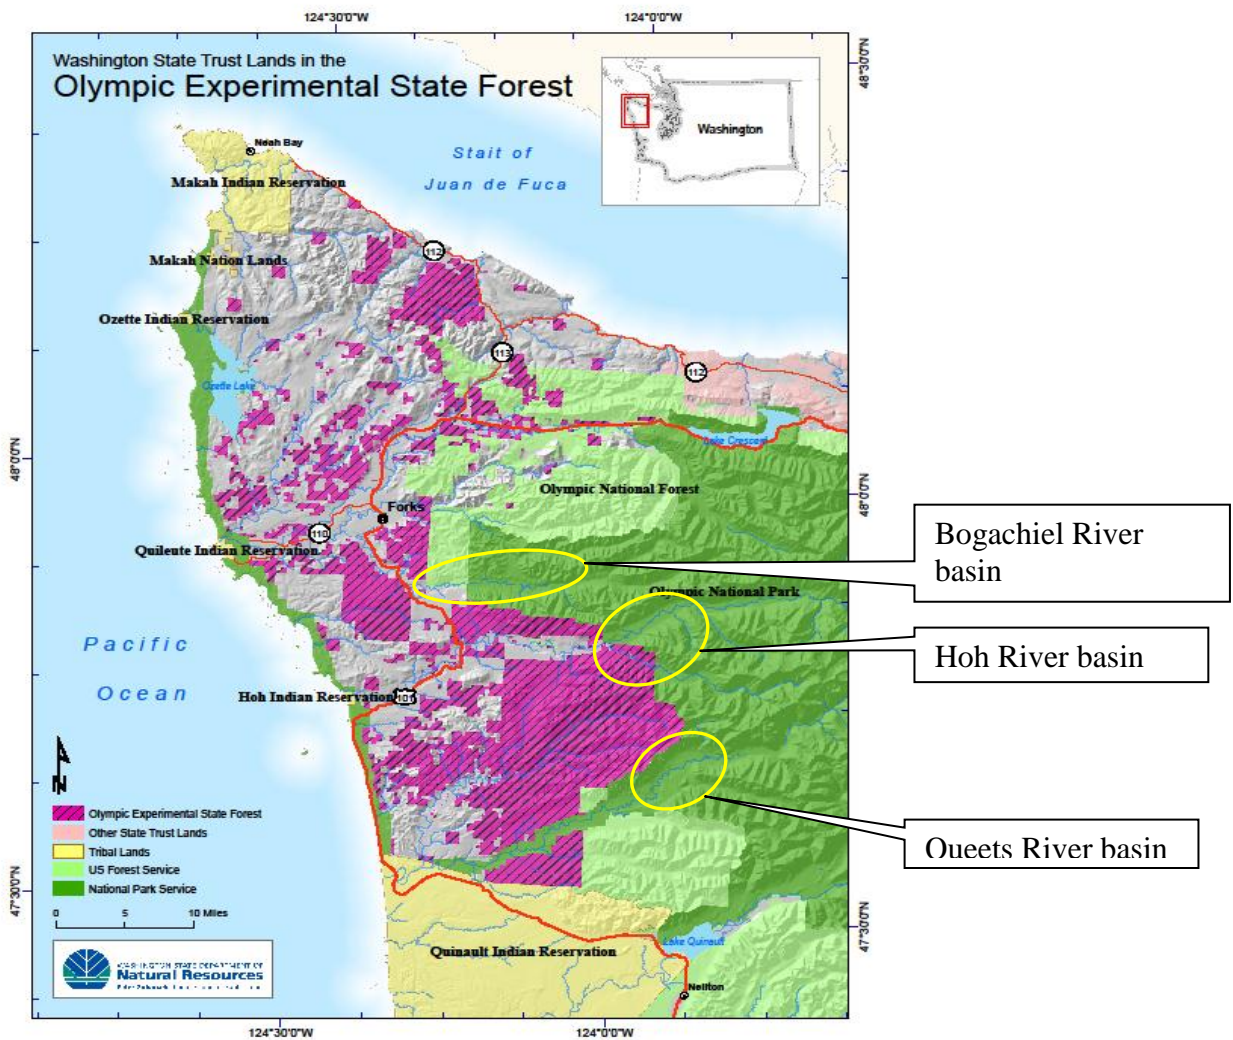 124°30'0"W
124°0'0"W
Washington State Trust Lands in the
Olympic Experimental State Forest
48°30'0"N
Washington
Neah Bay
Stait of
Juan de Fuca
Makah Indian Reservation
112
Makah Nation Lands
Ozette Indian Reservation
113
112
Ozette Lake
Lake Crescent
48°0'0"N
48°0'0"N
Olympic National Forest
Forks
110
Quileute Indian Reservation
Bogachiel River
basin
Olympic National Park
Pacific
Ocean
Hoh River basin
Hoh Indian Reservation
101
N
Olympic Experimental State Forest
Other State Trust Lands
Tribal Lands
US Forest Service
National Park Service
Queets River basin
0 5 10 Miles
47°30'0"N
47°30'0"N
Quinault Indian Reservation
Lake Quinault
WASHINGTON STATE DEPARTMENT OF
Natural Resources
Neilton
124°30'0"W
124°0'0"W